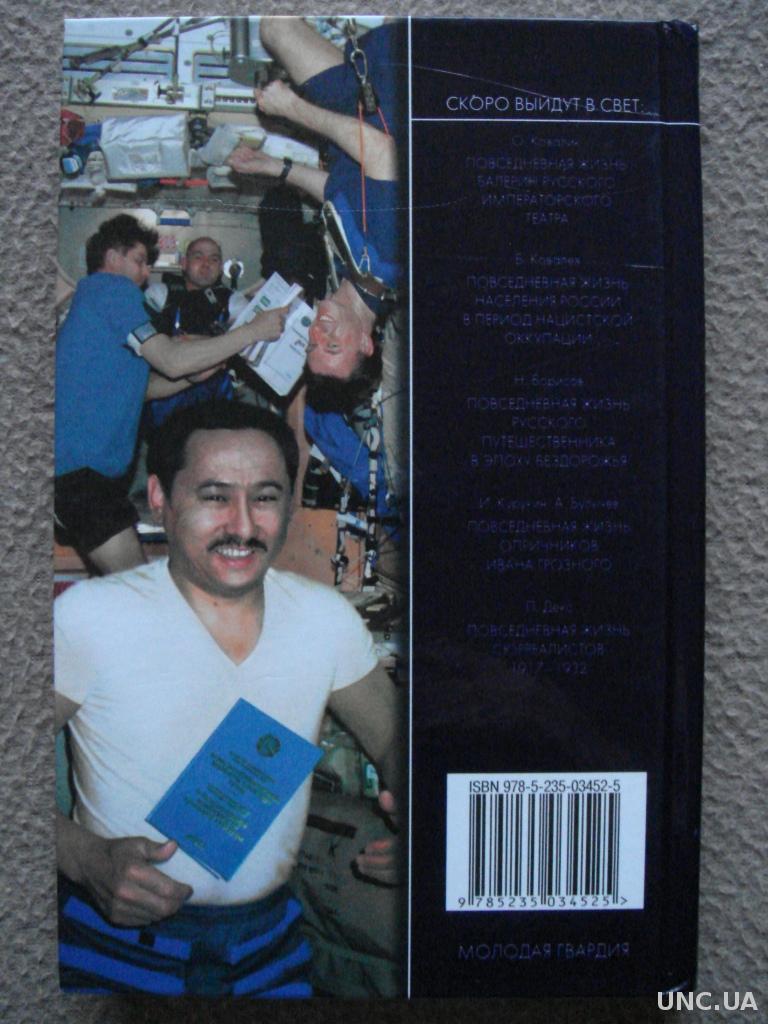 СКОРО ВЫЙДУТ В СВЕТ:
О. Ковалик
ПОВСЕДНЕВНАЯ ЖИЗНЬ
БАЛЕРИН РУССКОГО
ИМПЕРАТОРСКОГО
ТЕАТРА
Б. Ковалев
ПОВСЕДНЕВНАЯ ЖИЗНЬ
НАСЕЛЕНИЯ РОССИИ
В ПЕРИОД НАЦИСТСКОЙ
ОККУПАЦИИ
Н. Борисов
ПОВСЕДНЕВНАЯ ЖИЗНЬ
РУССКОГО
ПУТЕШЕСТВЕННИКА
В ЭПОХУ БЕЗДОРОЖЬЯ
И. Курукин, А. Булычев
ПОВСЕДНЕВНАЯ ЖИЗНЬ
ОПРИЧНИКОВ
ИВАНА ГРОЗНОГО
П. Декс
ПОВСЕДНЕВНАЯ ЖИЗНЬ
СЮРРЕАЛИСТОВ
1917–1932
ISBN 978-5-235-03452-5
9 785235 034525 >
МОЛОДАЯ ГВАРДИЯ
UNC.UA